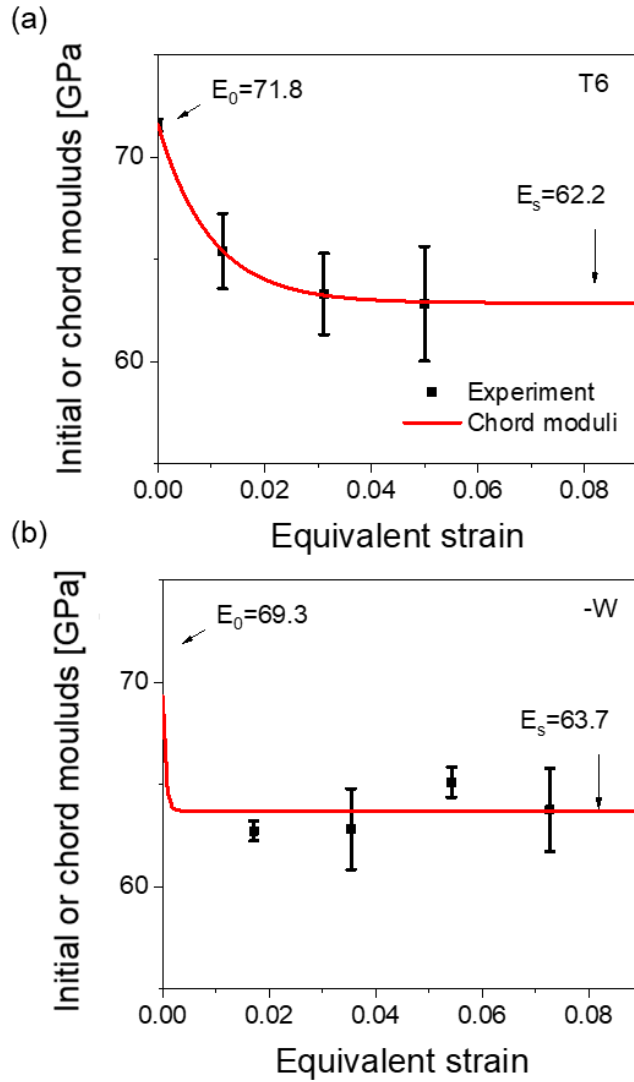 (a)
Initial or chord mouluds [GPa]
E₀=71.8
T6
70
Eₛ=62.2
60
Experiment
Chord moduli
0.00 0.02 0.04 0.06 0.08
Equivalent strain
(b)
Initial or chord mouluds [GPa]
E₀=69.3
-W
70
Eₛ=63.7
60
0.00 0.02 0.04 0.06 0.08
Equivalent strain